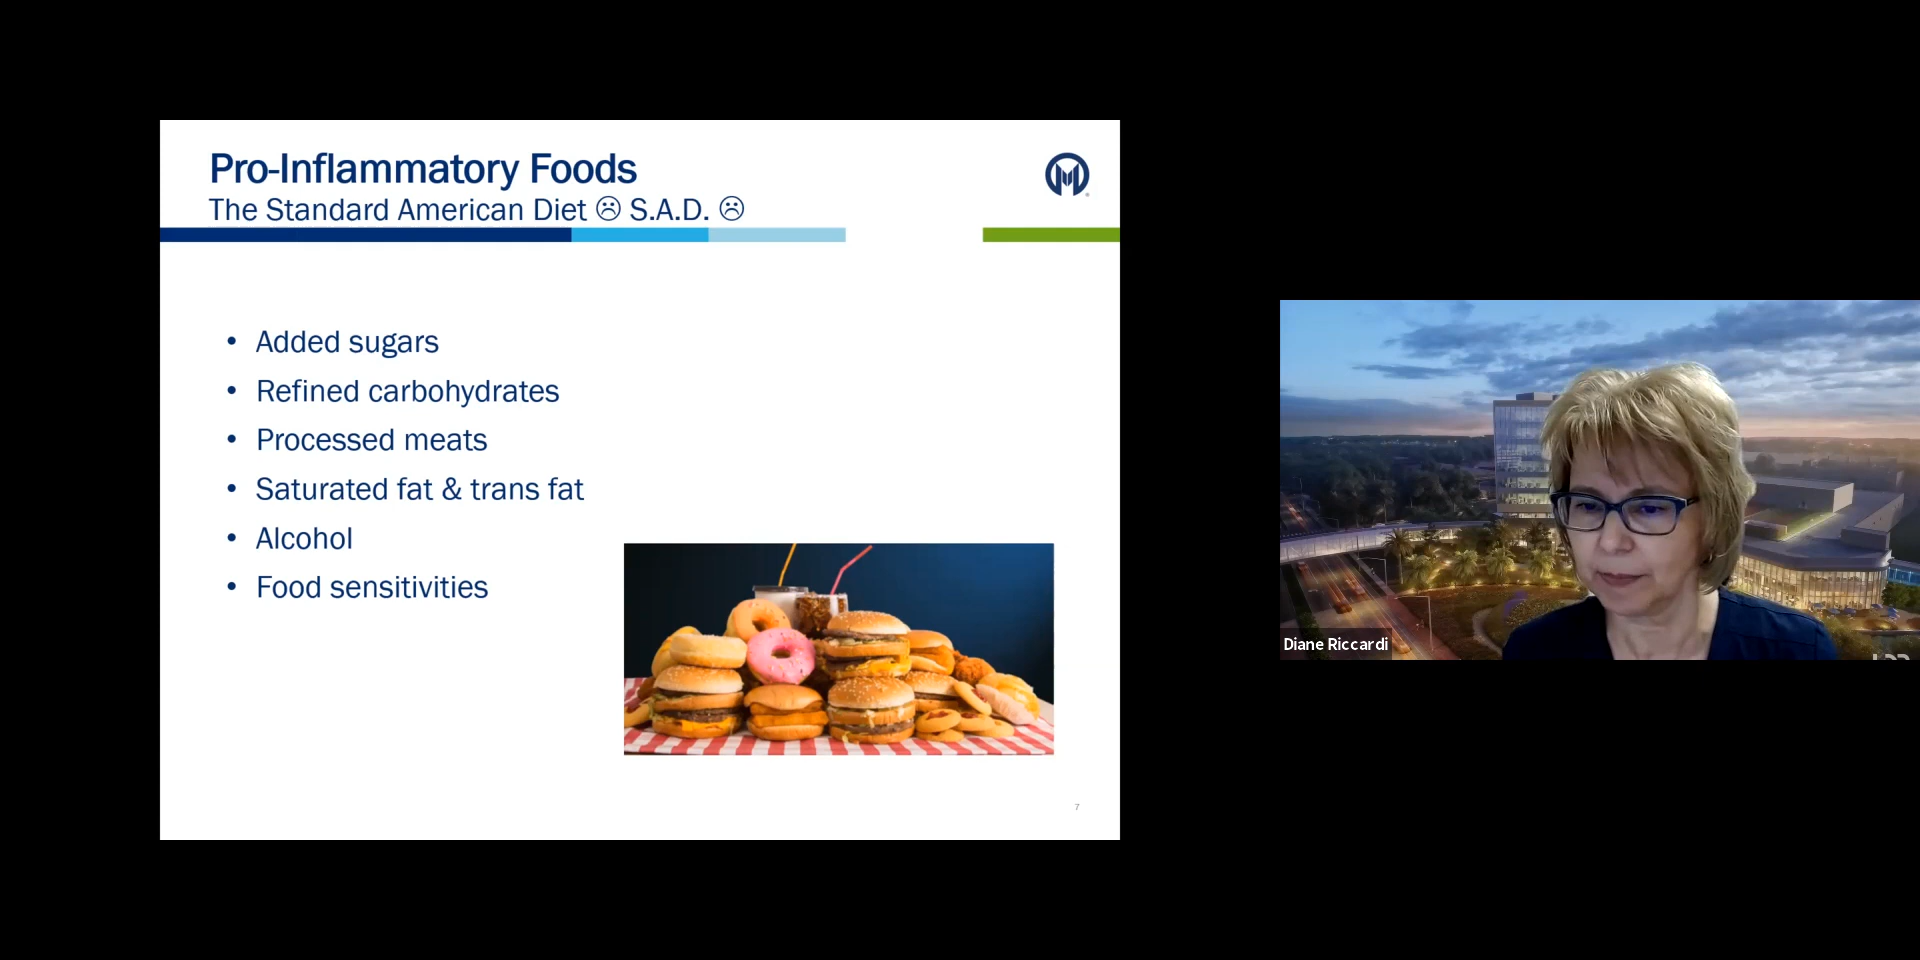 Pro-Inflammatory Foods
The Standard American Diet ☹ S.A.D. ☹
• Added sugars
• Refined carbohydrates
• Processed meats
• Saturated fat & trans fat
• Alcohol
• Food sensitivities
7
Diane Riccardi